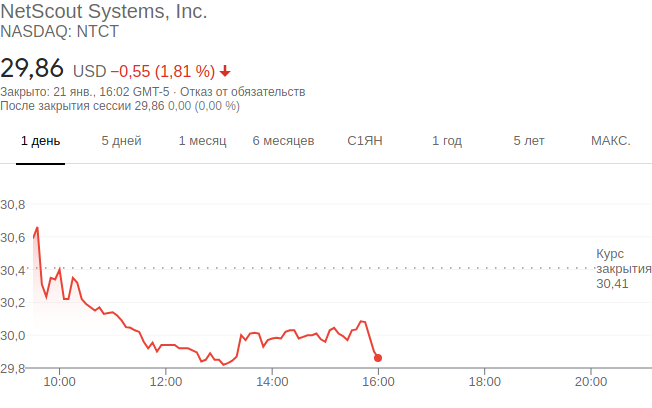 NetScout Systems, Inc.
NASDAQ: NTCT
29,86 USD −0,55 (1,81 %)
Закрыто: 21 янв., 16:02 GMT-5 · Отказ от обязательств
После закрытия сессии 29,86 0,00 (0,00 %)
1 день 5 дней 1 месяц 6 месяцев С1ЯН 1 год 5 лет МАКС.
30,8
30,6
30,4
30,2
30,0
29,8
Курс
закрытия
30,41
10:00 12:00 14:00 16:00 18:00 20:00